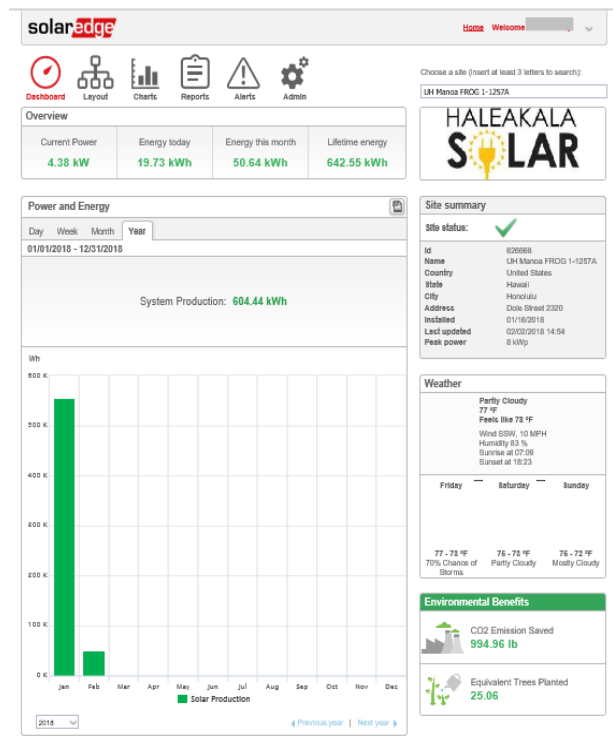 solaredge
Home Welcome
Dashboard Layout Charts Reports Alerts Admin
Choose a site (insert at least 3 letters to search):
UH Manoa FROG 1-1257A
Overview
Current Power Energy today Energy this month Lifetime energy
4.38 kW 19.73 kWh 50.64 kWh 642.55 kWh
HALEAKALA
SOLAR
Power and Energy
Day Week Month Year
01/01/2018 - 12/31/2018
System Production: 604.44 kWh
Wh
600 K
500 K
400 K
300 K
200 K
100 K
0 K
Jan Feb Mar Apr May Jun Jul Aug Sep Oct Nov Dec
Solar Production
2018
Previous year | Next year
Site summary
Site status:
Id 626668
Name UH Manoa FROG 1-1257A
Country United States
State Hawaii
City Honolulu
Address Dole Street 2320
Installed 01/16/2018
Last updated 02/02/2018 14:54
Peak power 8 kWp
Weather
Partly Cloudy
77 ºF
Feels like 78 ºF
Wind SSW, 10 MPH
Humidity 83 %
Sunrise at 07:09
Sunset at 18:23
Friday Saturday Sunday
77 - 73 ºF 76 - 73 ºF 76 - 72 ºF
70% Chance of Partly Cloudy Mostly Cloudy
Storms
Environmental Benefits
CO2 Emission Saved
994.96 lb
Equivalent Trees Planted
25.06